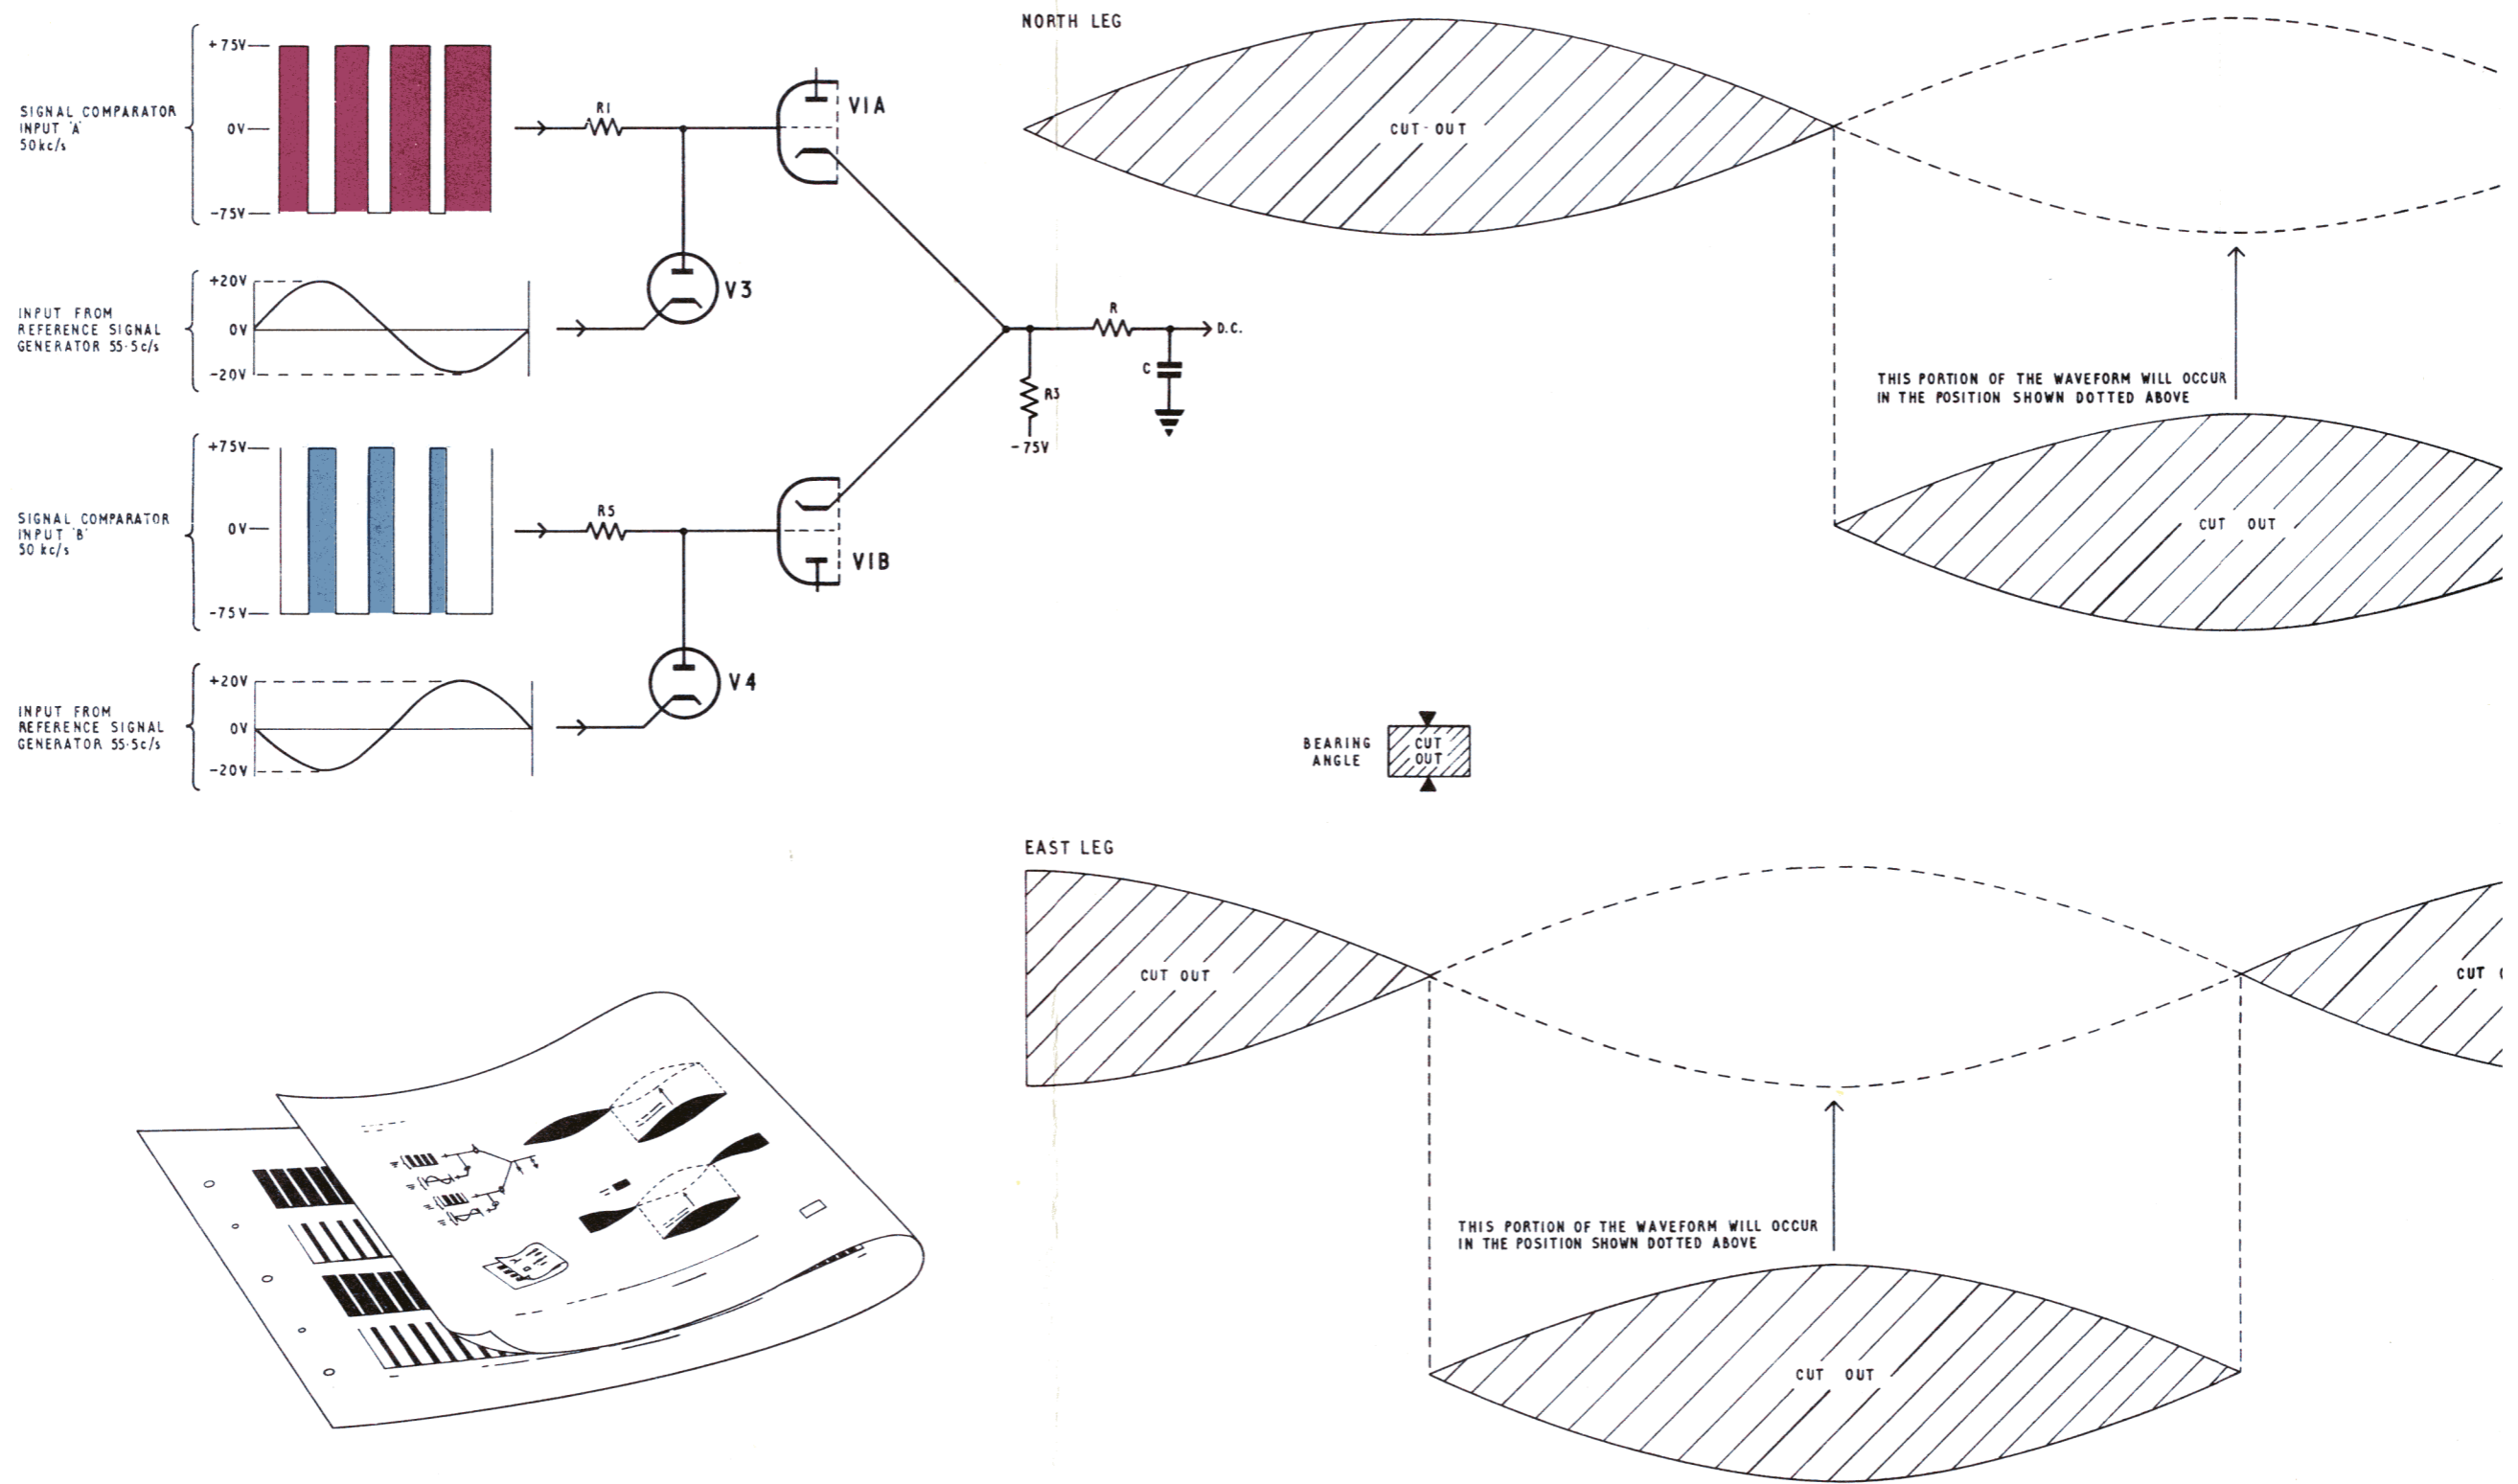 SIGNAL COMPARATOR
INPUT 'A'
50kc/s
+75V
0V
-75V
INPUT FROM
REFERENCE SIGNAL
GENERATOR 55·5c/s
+20V
0V
-20V
SIGNAL COMPARATOR
INPUT 'B'
50 kc/s
+75V
0V
-75V
INPUT FROM
REFERENCE SIGNAL
GENERATOR 55·5c/s
+20V
0V
-20V
R1
V1A
V3
R
D.C.
C
R3
-75V
R5
V1B
V4
NORTH LEG
CUT-OUT
THIS PORTION OF THE WAVEFORM WILL OCCUR
IN THE POSITION SHOWN DOTTED ABOVE
CUT OUT
BEARING
ANGLE
CUT
OUT
EAST LEG
CUT OUT
CUT
THIS PORTION OF THE WAVEFORM WILL OCCUR
IN THE POSITION SHOWN DOTTED ABOVE
CUT OUT